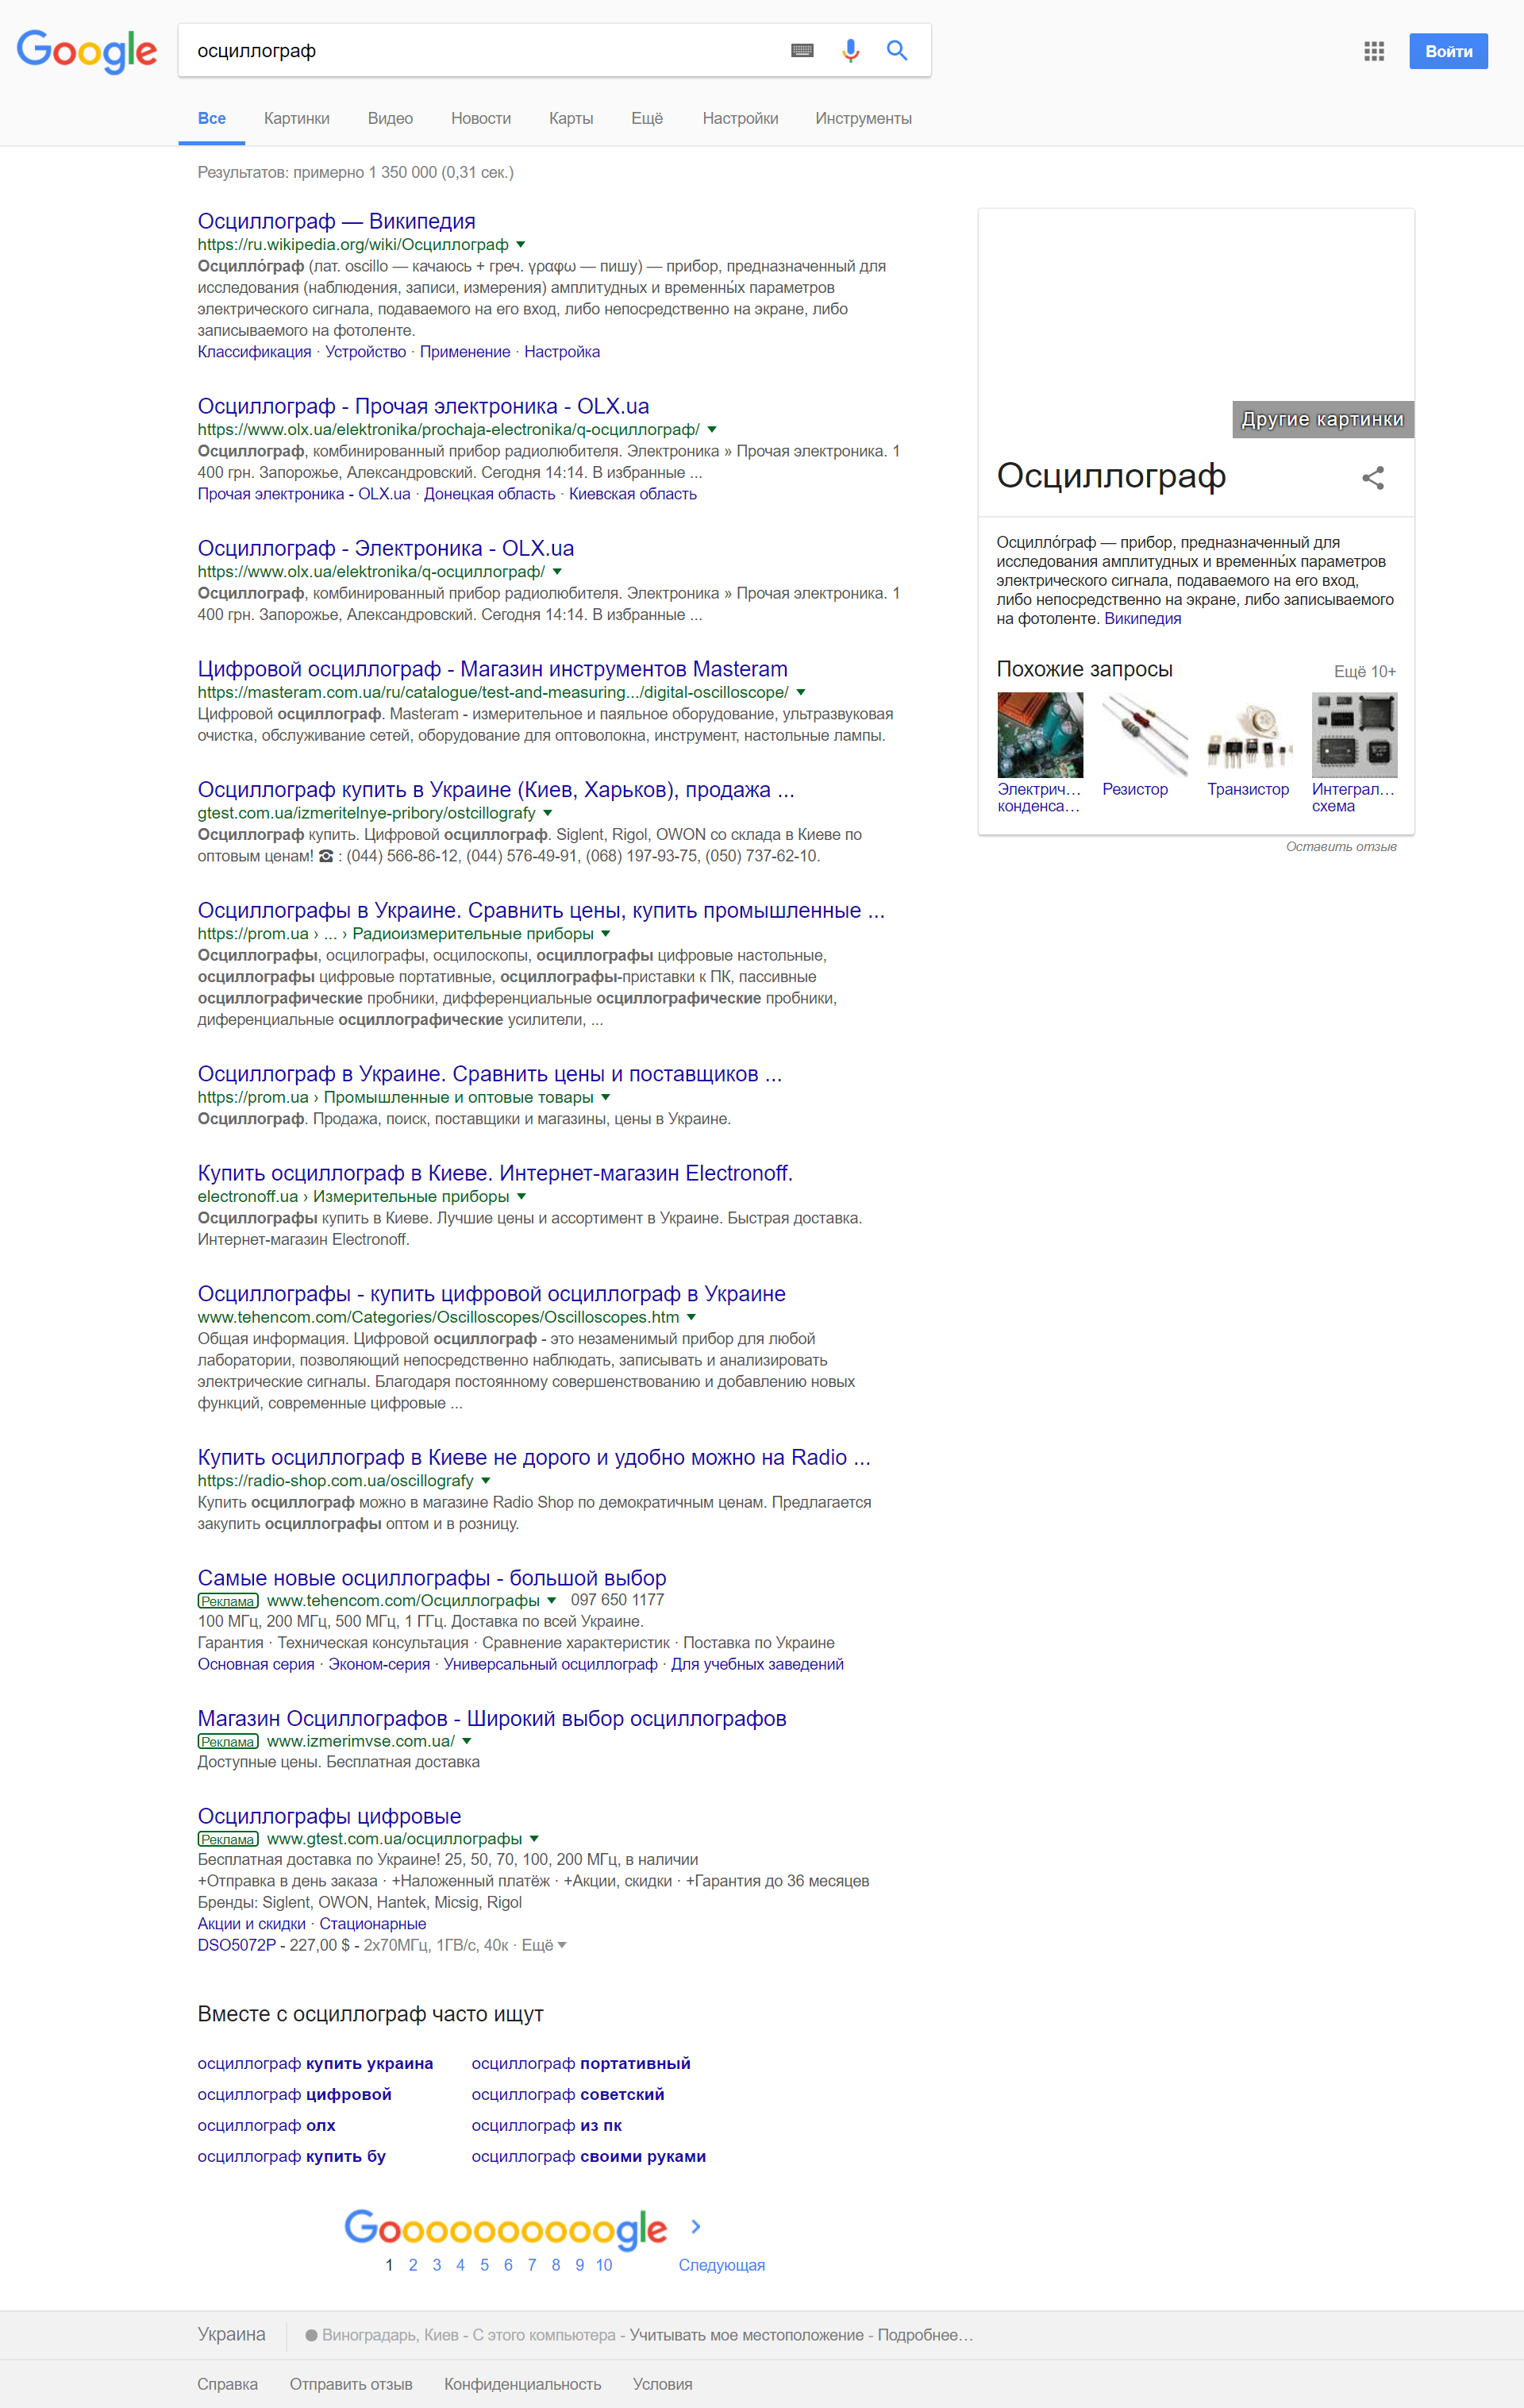 Google
осциллограф
Войти
Все Картинки Видео Новости Карты Ещё Настройки Инструменты
Результатов: примерно 1 350 000 (0,31 сек.)
Осциллограф — Википедия
https://ru.wikipedia.org/wiki/Осциллограф
Осцилло́граф (лат. oscillo — качаюсь + греч. γραφω — пишу) — прибор, предназначенный для
исследования (наблюдения, записи, измерения) амплитудных и временны́х параметров
электрического сигнала, подаваемого на его вход, либо непосредственно на экране, либо
записываемого на фотоленте.
Классификация · Устройство · Применение · Настройка
Осциллограф - Прочая электроника - OLX.ua
https://www.olx.ua/elektronika/prochaja-electronika/q-осциллограф/
Осциллограф, комбинированный прибор радиолюбителя. Электроника » Прочая электроника. 1
400 грн. Запорожье, Александровский. Сегодня 14:14. В избранные ...
Прочая электроника - OLX.ua · Донецкая область · Киевская область
Осциллограф - Электроника - OLX.ua
https://www.olx.ua/elektronika/q-осциллограф/
Осциллограф, комбинированный прибор радиолюбителя. Электроника » Прочая электроника. 1
400 грн. Запорожье, Александровский. Сегодня 14:14. В избранные ...
Цифровой осциллограф - Магазин инструментов Masteram
https://masteram.com.ua/ru/catalogue/test-and-measuring.../digital-oscilloscope/
Цифровой осциллограф. Masteram - измерительное и паяльное оборудование, ультразвуковая
очистка, обслуживание сетей, оборудование для оптоволокна, инструмент, настольные лампы.
Осциллограф купить в Украине (Киев, Харьков), продажа ...
gtest.com.ua/izmeritelnye-pribory/ostcillografy
Осциллограф купить. Цифровой осциллограф. Siglent, Rigol, OWON со склада в Киеве по
оптовым ценам! ☎ : (044) 566-86-12, (044) 576-49-91, (068) 197-93-75, (050) 737-62-10.
Осциллографы в Украине. Сравнить цены, купить промышленные ...
https://prom.ua › ... › Радиоизмерительные приборы
Осциллографы, осцилографы, осцилоскопы, осциллографы цифровые настольные,
осциллографы цифровые портативные, осциллографы-приставки к ПК, пассивные
осциллографические пробники, дифференциальные осциллографические пробники,
диференциальные осциллографические усилители, ...
Осциллограф в Украине. Сравнить цены и поставщиков ...
https://prom.ua › Промышленные и оптовые товары
Осциллограф. Продажа, поиск, поставщики и магазины, цены в Украине.
Купить осциллограф в Киеве. Интернет-магазин Electronoff.
electronoff.ua › Измерительные приборы
Осциллографы купить в Киеве. Лучшие цены и ассортимент в Украине. Быстрая доставка.
Интернет-магазин Electronoff.
Осциллографы - купить цифровой осциллограф в Украине
www.tehencom.com/Categories/Oscilloscopes/Oscilloscopes.htm
Общая информация. Цифровой осциллограф - это незаменимый прибор для любой
лаборатории, позволяющий непосредственно наблюдать, записывать и анализировать
электрические сигналы. Благодаря постоянному совершенствованию и добавлению новых
функций, современные цифровые ...
Купить осциллограф в Киеве не дорого и удобно можно на Radio ...
https://radio-shop.com.ua/oscillografy
Купить осциллограф можно в магазине Radio Shop по демократичным ценам. Предлагается
закупить осциллографы оптом и в розницу.
Самые новые осциллографы - большой выбор
Реклама www.tehencom.com/Осциллографы 097 650 1177
100 МГц, 200 МГц, 500 МГц, 1 ГГц. Доставка по всей Украине.
Гарантия · Техническая консультация · Сравнение характеристик · Поставка по Украине
Основная серия · Эконом-серия · Универсальный осциллограф · Для учебных заведений
Магазин Осциллографов - Широкий выбор осциллографов
Реклама www.izmerimvse.com.ua/
Доступные цены. Бесплатная доставка
Осциллографы цифровые
Реклама www.gtest.com.ua/осциллографы
Бесплатная доставка по Украине! 25, 50, 70, 100, 200 МГц, в наличии
+Отправка в день заказа · +Наложенный платёж · +Акции, скидки · +Гарантия до 36 месяцев
Бренды: Siglent, OWON, Hantek, Micsig, Rigol
Акции и скидки · Стационарные
DSO5072P - 227,00 $ - 2х70МГц, 1ГВ/с, 40к · Ещё
Другие картинки
Осциллограф
Осцилло́граф — прибор, предназначенный для
исследования амплитудных и временны́х параметров
электрического сигнала, подаваемого на его вход,
либо непосредственно на экране, либо записываемого
на фотоленте. Википедия
Похожие запросы Ещё 10+
Электрич... Резистор Транзистор Интеграл...
конденса... схема
Оставить отзыв
Вместе с осциллограф часто ищут
осциллограф купить украина осциллограф портативный
осциллограф цифровой осциллограф советский
осциллограф олх осциллограф из пк
осциллограф купить бу осциллограф своими руками
Goooooooooogle
1 2 3 4 5 6 7 8 9 10 Следующая
Украина Виноградарь, Киев - С этого компьютера - Учитывать мое местоположение - Подробнее...
Справка Отправить отзыв Конфиденциальность Условия